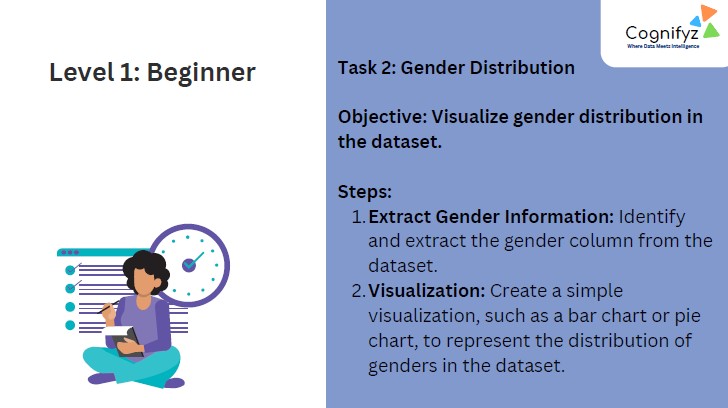 Level 1: Beginner
Cognifyz
Where Data Meets Intelligence
Task 2: Gender Distribution
Objective: Visualize gender distribution in
the dataset.
Steps:
1. Extract Gender Information: Identify
and extract the gender column from the
dataset.
2. Visualization: Create a simple
visualization, such as a bar chart or pie
chart, to represent the distribution of
genders in the dataset.